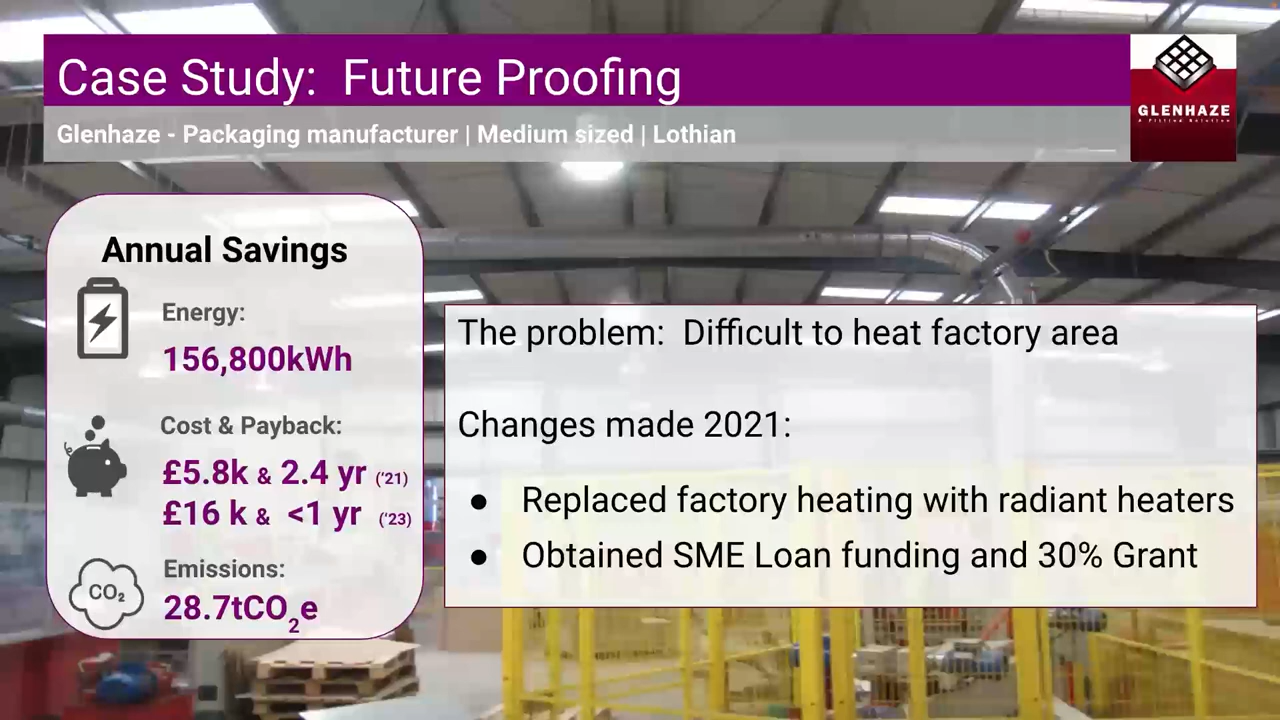 Case Study: Future Proofing
Glenhaze - Packaging manufacturer | Medium sized | Lothian
GLENHAZE
A Fitting Solution
Annual Savings
Energy:
156,800kWh
Cost & Payback:
£5.8k & 2.4 yr ('21)
£16 k & <1 yr ('23)
CO₂
Emissions:
28.7tCO₂e
The problem: Difficult to heat factory area
Changes made 2021:
● Replaced factory heating with radiant heaters
● Obtained SME Loan funding and 30% Grant